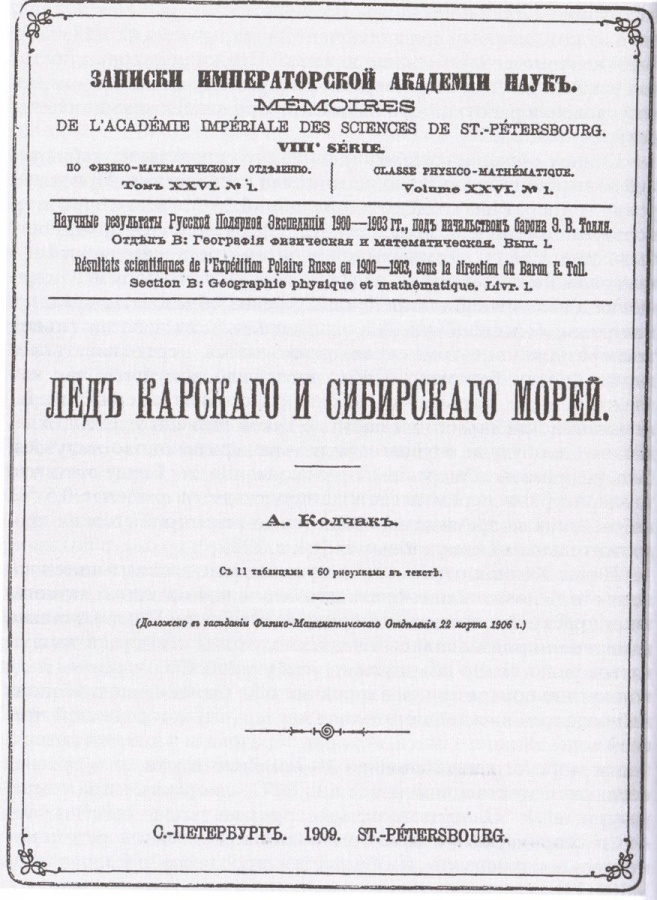 ЗАПИСКИ ИМПЕРАТОРСКОЙ АКАДЕМІИ НАУКЪ.
MÉMOIRES
DE L'ACADÉMIE IMPÉRIALE DES SCIENCES DE ST.-PÉTERSBOURG.
VIIIᵉ SÉRIE.
ПО ФИЗИКО-МАТЕМАТИЧЕСКОМУ ОТДѢЛЕНІЮ.
Томъ XXVI. № 1.
CLASSE PHYSICO-MATHÉMATIQUE.
Volume XXVI. № 1.
Научные результаты Русской Полярной Экспедиціи 1900—1903 гг., подъ начальствомъ барона Э. В. Толля.
Отдѣлъ В: Географія физическая и математическая. Вып. 1.
Résultats scientifiques de l'Expédition Polaire Russe en 1900—1903, sous la direction du Baron E. Toll.
Section B: Géographie physique et mathématique. Livr. 1.
ЛЕДЪ КАРСКАГО И СИБИРСКАГО МОРЕЙ.
А. Колчакъ.
Съ 11 таблицами и 60 рисунками въ текстѣ.
(Доложено въ засѣданіи Физико-Математическаго Отдѣленія 22 марта 1906 г.)
С.-ПЕТЕРБУРГЪ. 1909. ST.-PÉTERSBOURG.